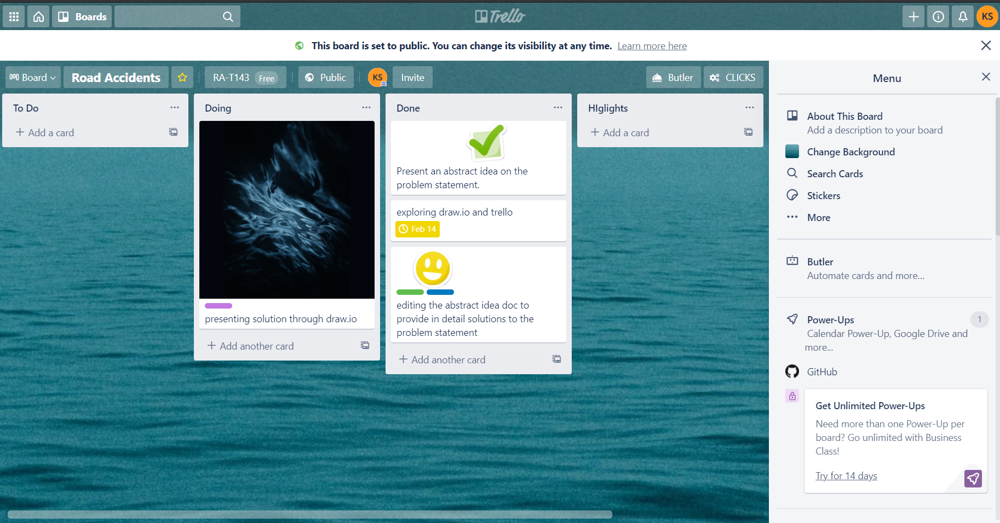 Boards
Trello
KS
This board is set to public. You can change its visibility at any time. Learn more here
Board
Road Accidents
RA-T143 Free
Public
KS
Invite
Butler
CLICKS
To Do
Add a card
Doing
presenting solution through draw.io
Add another card
Done
Present an abstract idea on the
problem statement.
exploring draw.io and trello
Feb 14
editing the abstract idea doc to
provide in detail solutions to the
problem statement
Add another card
HIglights
Add a card
Menu
About This Board
Add a description to your board
Change Background
Search Cards
Stickers
More
Butler
Automate cards and more...
Power-Ups 1
Calendar Power-Up, Google Drive and
more...
GitHub
Get Unlimited Power-Ups
Need more than one Power-Up per
board? Go unlimited with Business
Class!
Try for 14 days